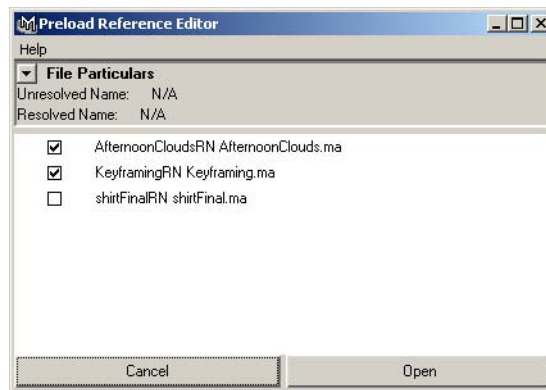 Preload Reference Editor
Help
File Particulars
Unresolved Name: N/A
Resolved Name: N/A
AfternoonCloudsRN AfternoonClouds.ma
KeyframingRN Keyframing.ma
shirtFinalRN shirtFinal.ma
Cancel Open